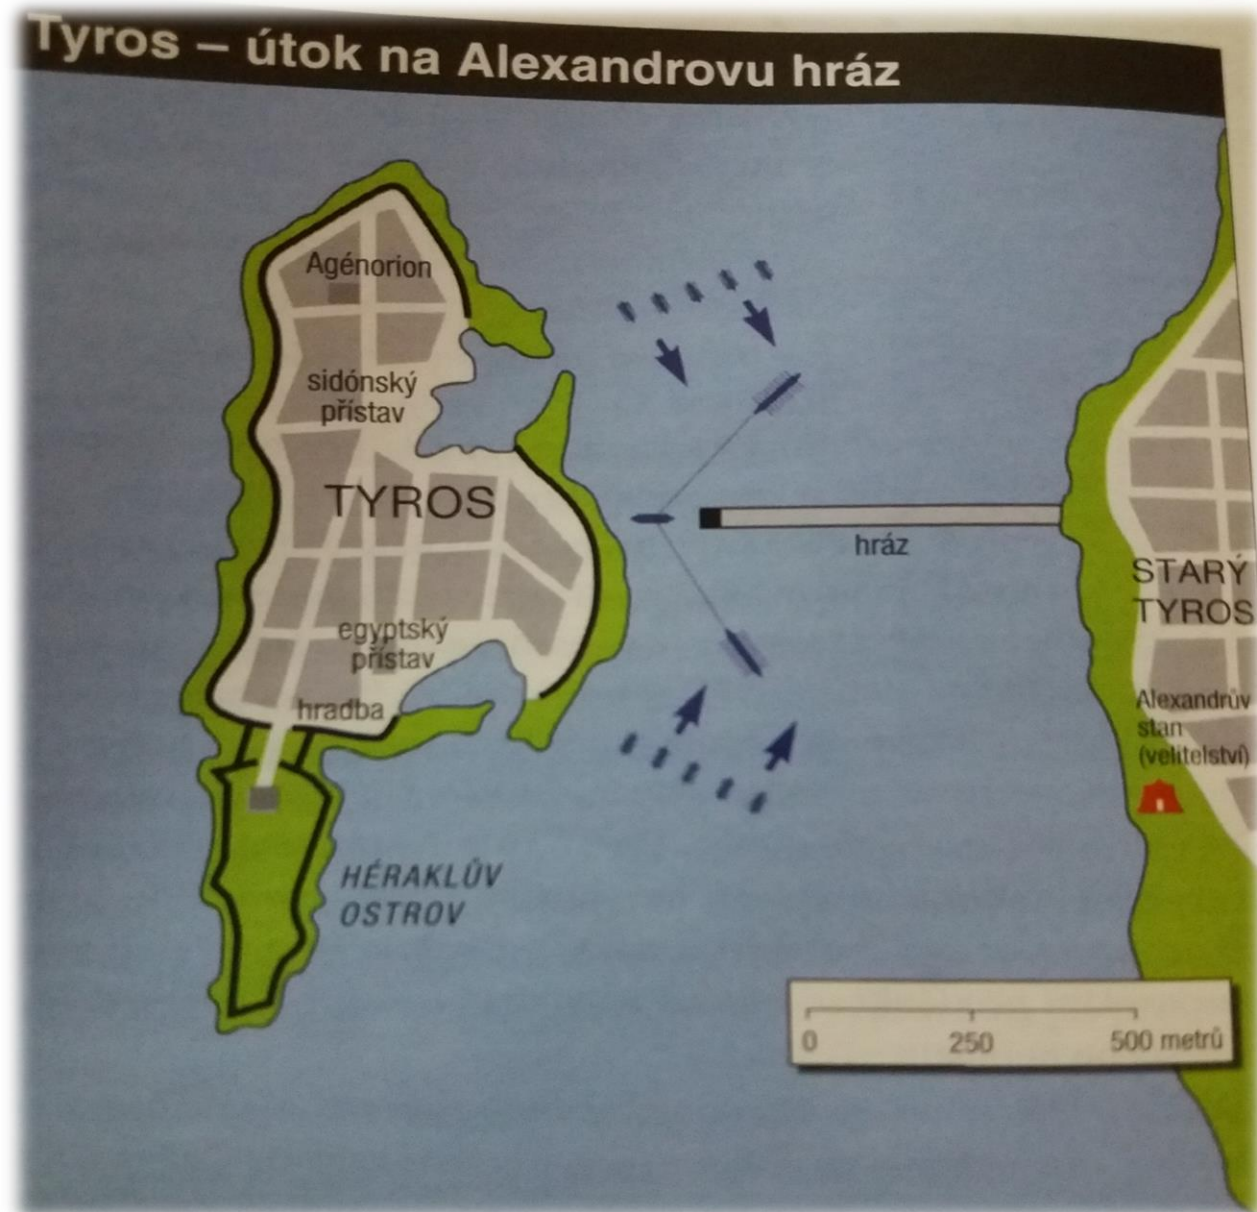 Tyros – útok na Alexandrovu hráz
Agénorion
sidónský
přístav
TYROS
hráz
STARÝ
TYROS
egyptský
přístav
hradba
Alexandrův
stan
(velitelství)
HÉRAKLŮV
OSTROV
0 250 500 metrů